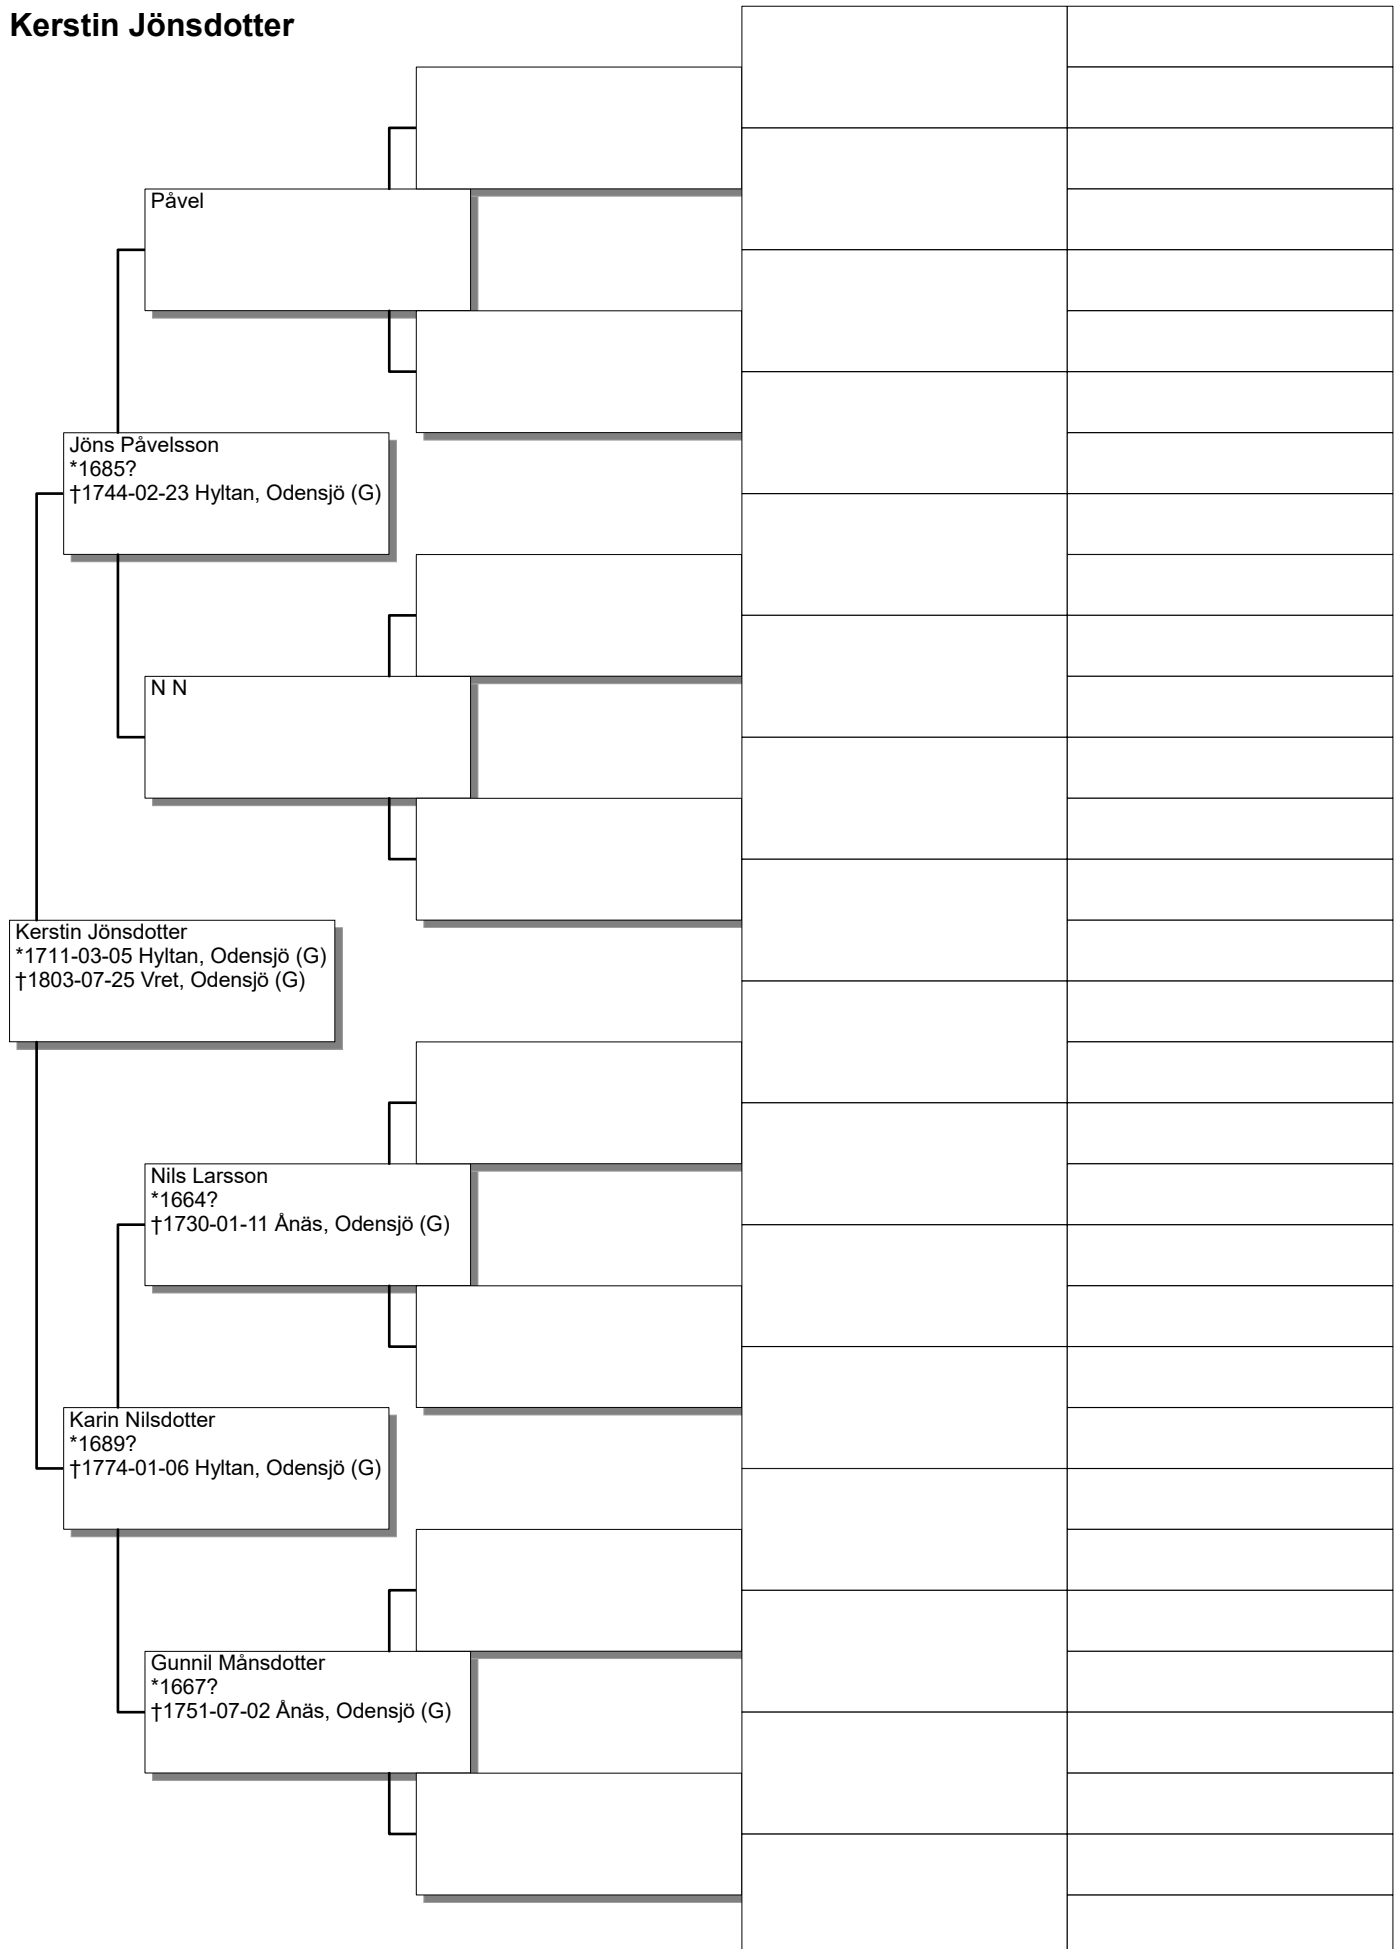 Kerstin Jönsdotter
Påvel
Jöns Påvelsson
*1685?
†1744-02-23 Hyltan, Odensjö (G)
N N
Kerstin Jönsdotter
*1711-03-05 Hyltan, Odensjö (G)
†1803-07-25 Vret, Odensjö (G)
Nils Larsson
*1664?
†1730-01-11 Ånäs, Odensjö (G)
Karin Nilsdotter
*1689?
†1774-01-06 Hyltan, Odensjö (G)
Gunnil Månsdotter
*1667?
†1751-07-02 Ånäs, Odensjö (G)